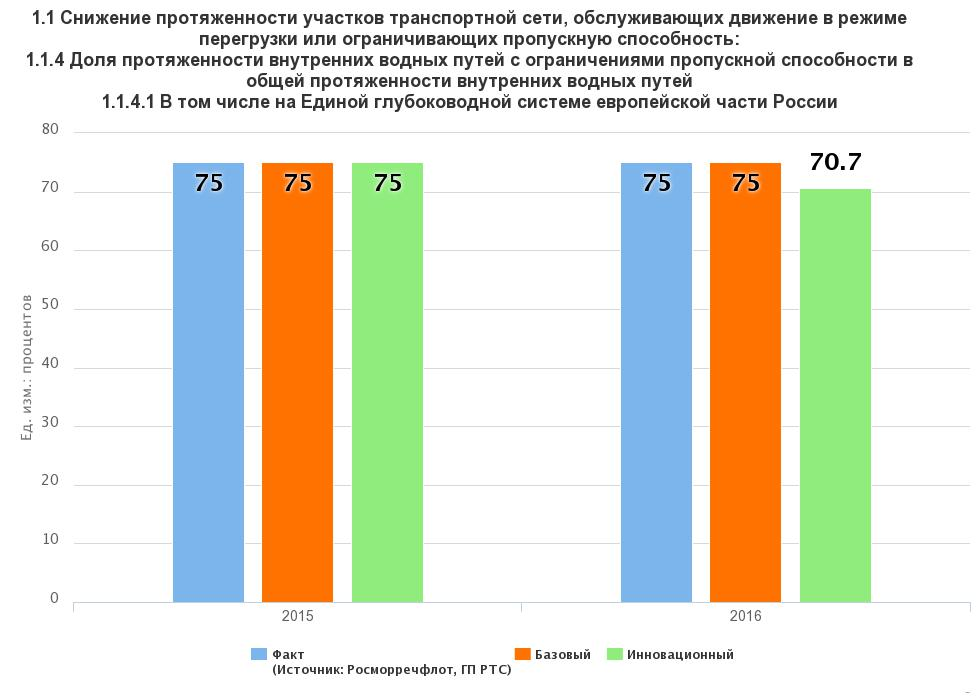 1.1 Снижение протяженности участков транспортной сети, обслуживающих движение в режиме
перегрузки или ограничивающих пропускную способность:
1.1.4 Доля протяженности внутренних водных путей с ограничениями пропускной способности в
общей протяженности внутренних водных путей
1.1.4.1 В том числе на Единой глубоководной системе европейской части России
80
70
60
50
40
30
20
10
0
Ед. изм.: процентов
75
75
75
75
75
70.7
2015
2016
Факт
(Источник: Росморречфлот, ГП РТС)
Базовый
Инновационный